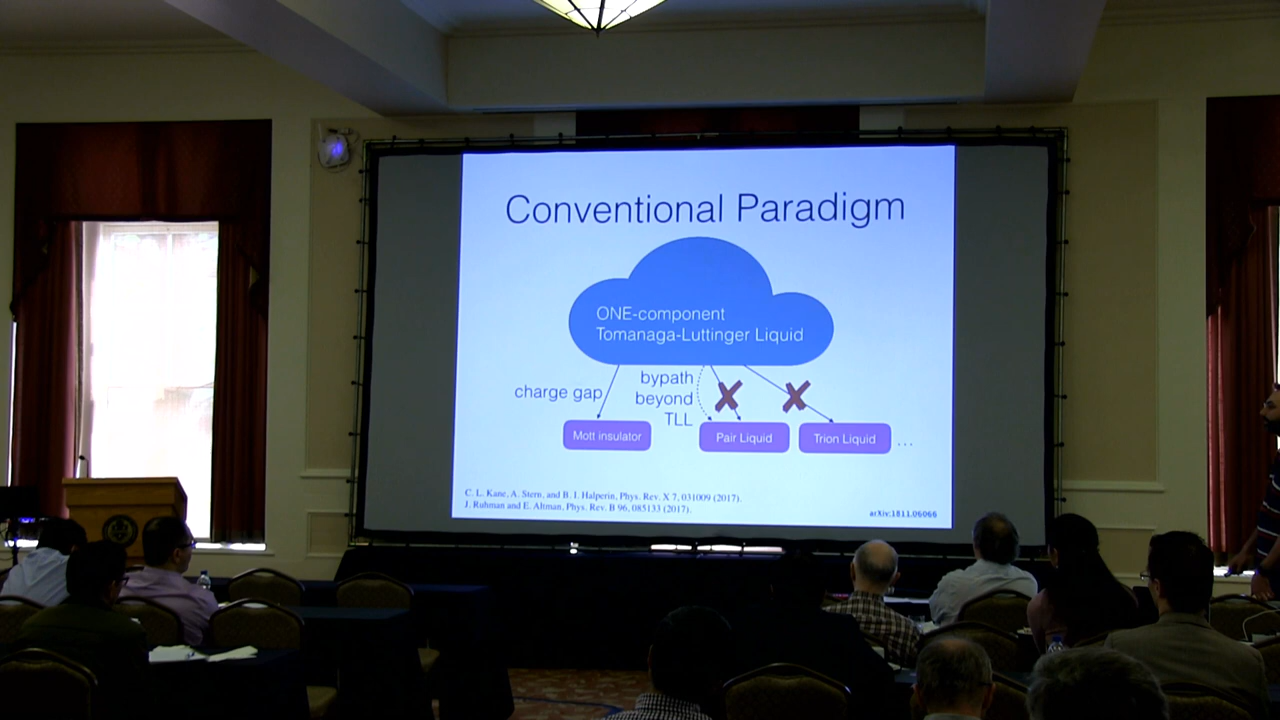 Conventional Paradigm
ONE-component
Tomanaga-Luttinger Liquid
charge gap
bypath
beyond
TLL
Mott insulator
Pair Liquid
Trion Liquid
...
C. L. Kane, A. Stern, and B. I. Halperin, Phys. Rev. X 7, 031009 (2017).
J. Ruhman and E. Altman, Phys. Rev. B 96, 085133 (2017).
arXiv:1811.06066